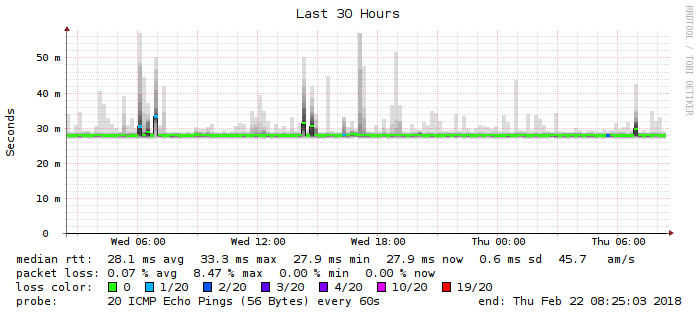 Last 30 Hours
RRDTOOL / TOBI OETIKER
Seconds
50 m
40 m
30 m
20 m
10 m
0
Wed 06:00 Wed 12:00 Wed 18:00 Thu 00:00 Thu 06:00
median rtt: 28.1 ms avg 33.3 ms max 27.9 ms min 27.9 ms now 0.6 ms sd 45.7 am/s
packet loss: 0.07 % avg 8.47 % max 0.00 % min 0.00 % now
loss color: 0 1/20 2/20 3/20 4/20 10/20 19/20
probe: 20 ICMP Echo Pings (56 Bytes) every 60s end: Thu Feb 22 08:25:03 2018